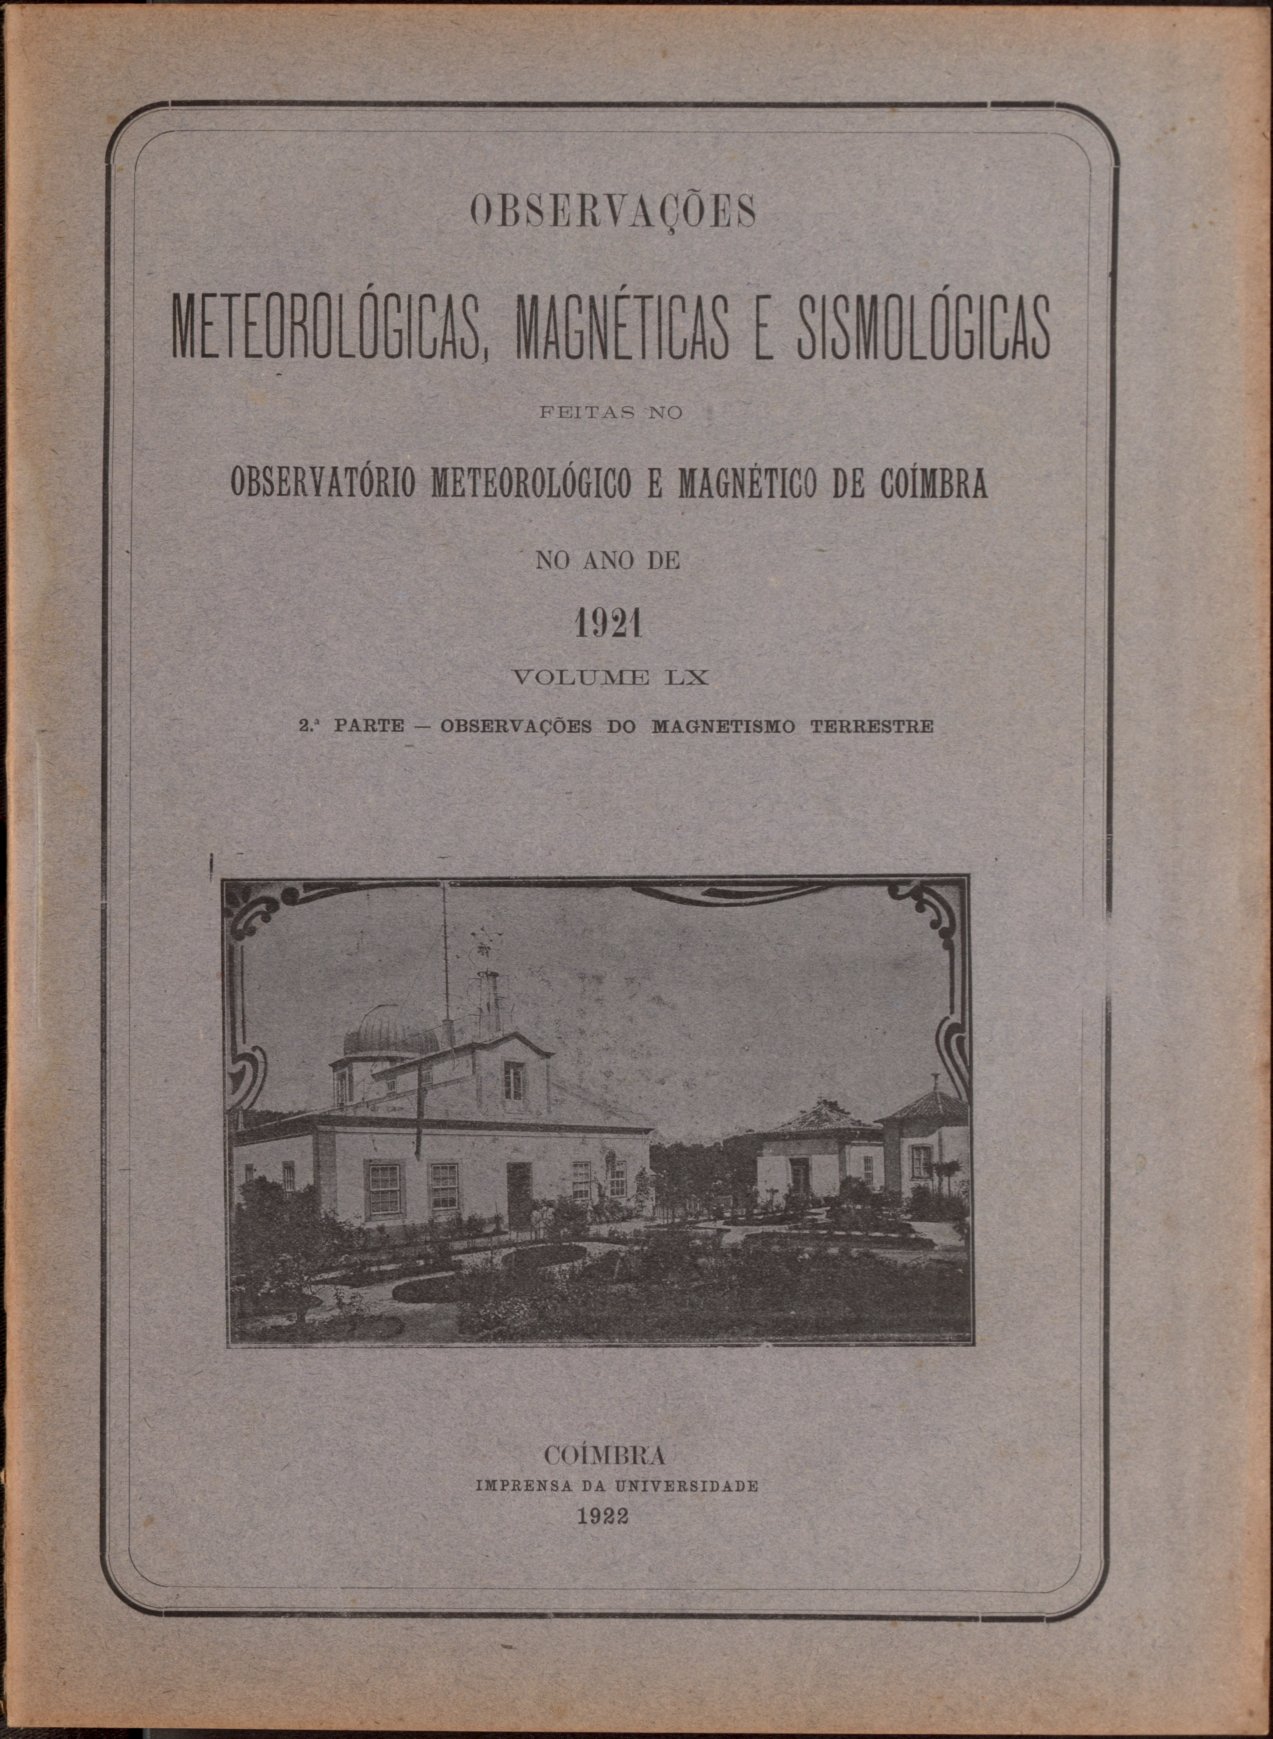 OBSERVAÇÕES
METEOROLÓGICAS, MAGNÉTICAS E SISMOLÓGICAS
FEITAS NO
OBSERVATÓRIO METEOROLÓGICO E MAGNÉTICO DE COÍMBRA
NO ANO DE
1921
VOLUME LX
2.ª PARTE — OBSERVAÇÕES DO MAGNETISMO TERRESTRE
COÍMBRA
IMPRENSA DA UNIVERSIDADE
1922